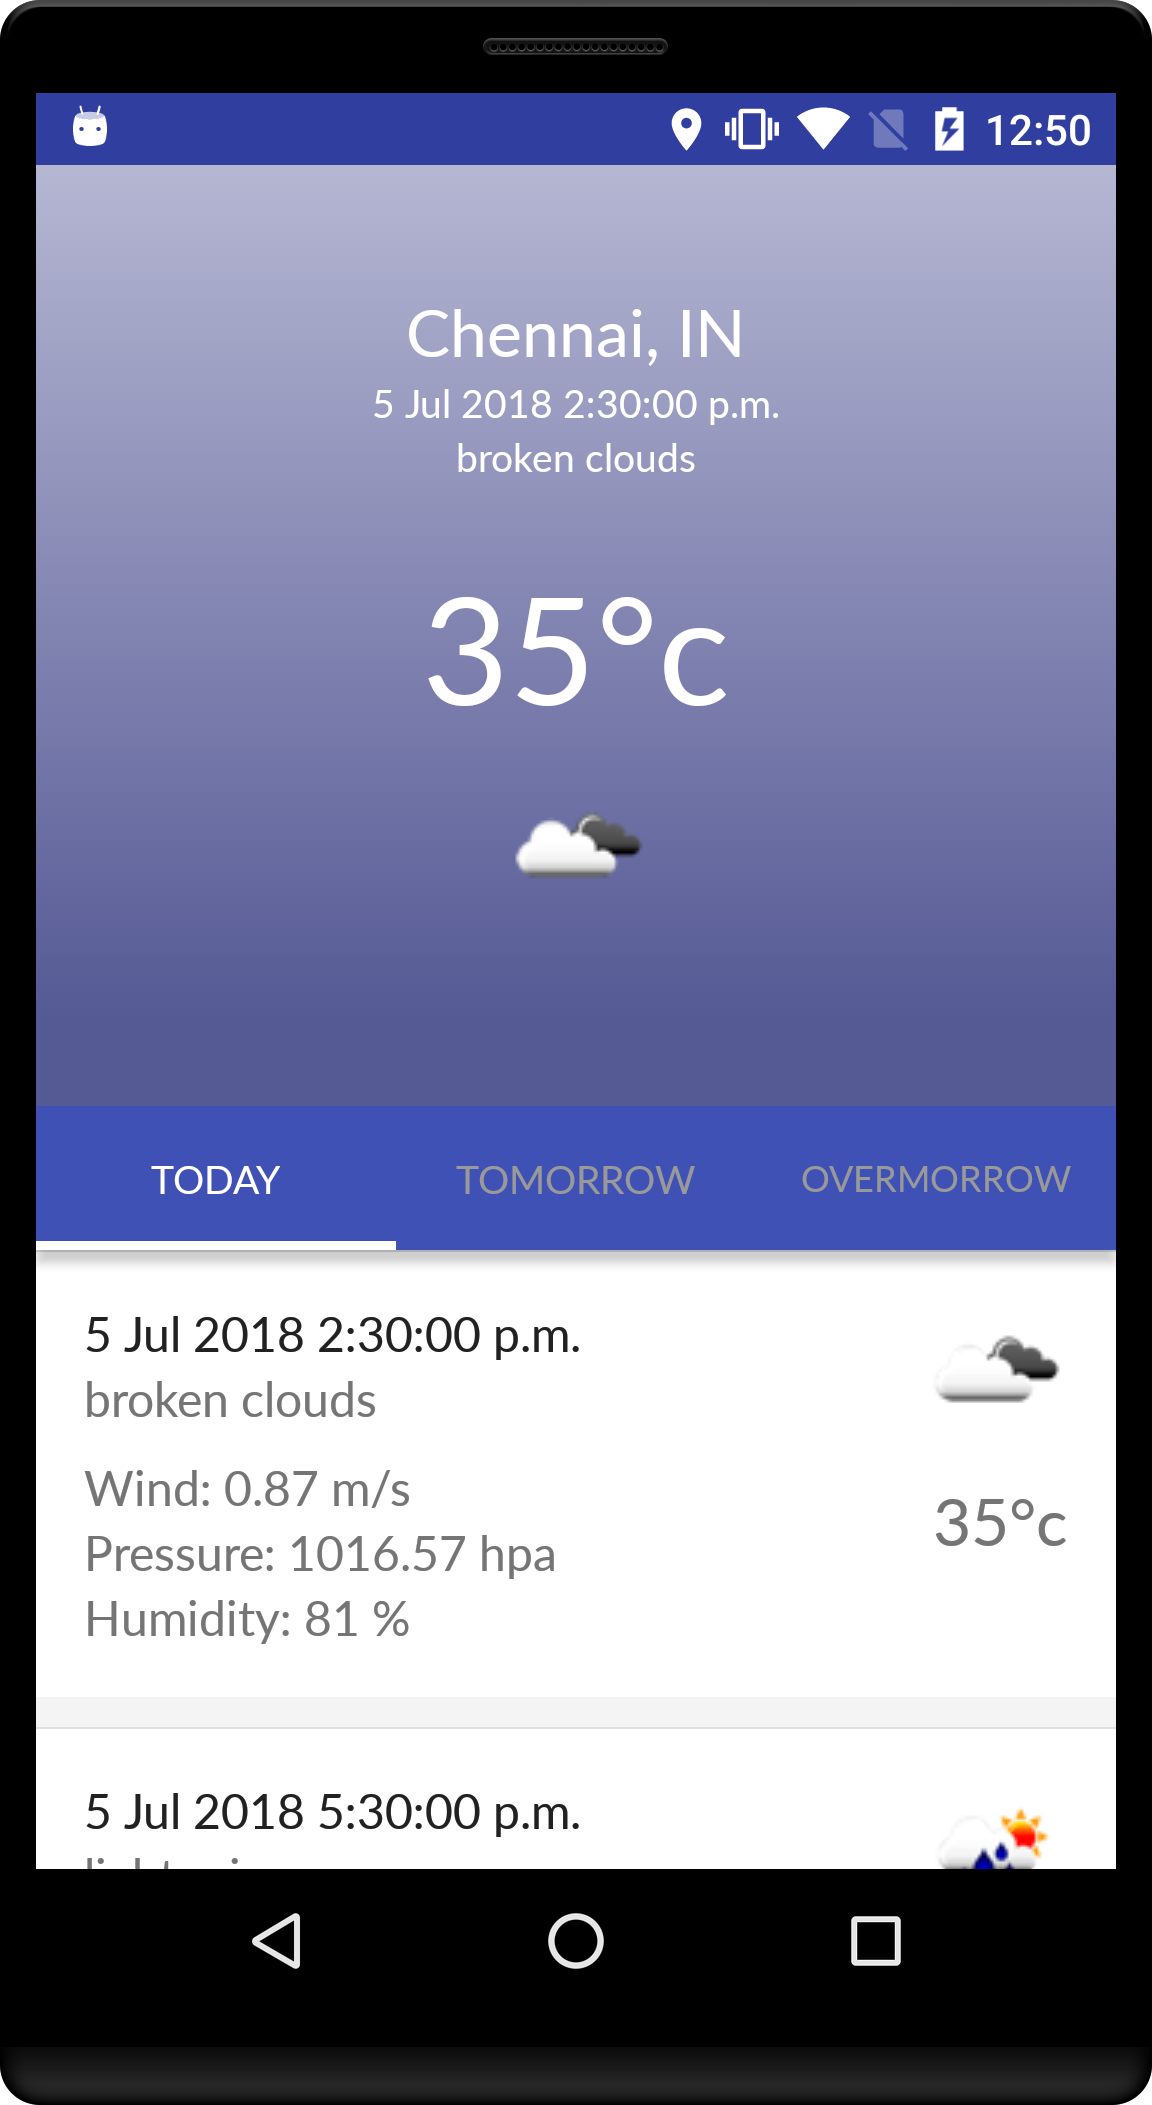 12:50
Chennai, IN
5 Jul 2018 2:30:00 p.m.
broken clouds
35°c
TODAY TOMORROW OVERMORROW
5 Jul 2018 2:30:00 p.m.
broken clouds
Wind: 0.87 m/s
Pressure: 1016.57 hpa
35°c
Humidity: 81 %
5 Jul 2018 5:30:00 p.m.